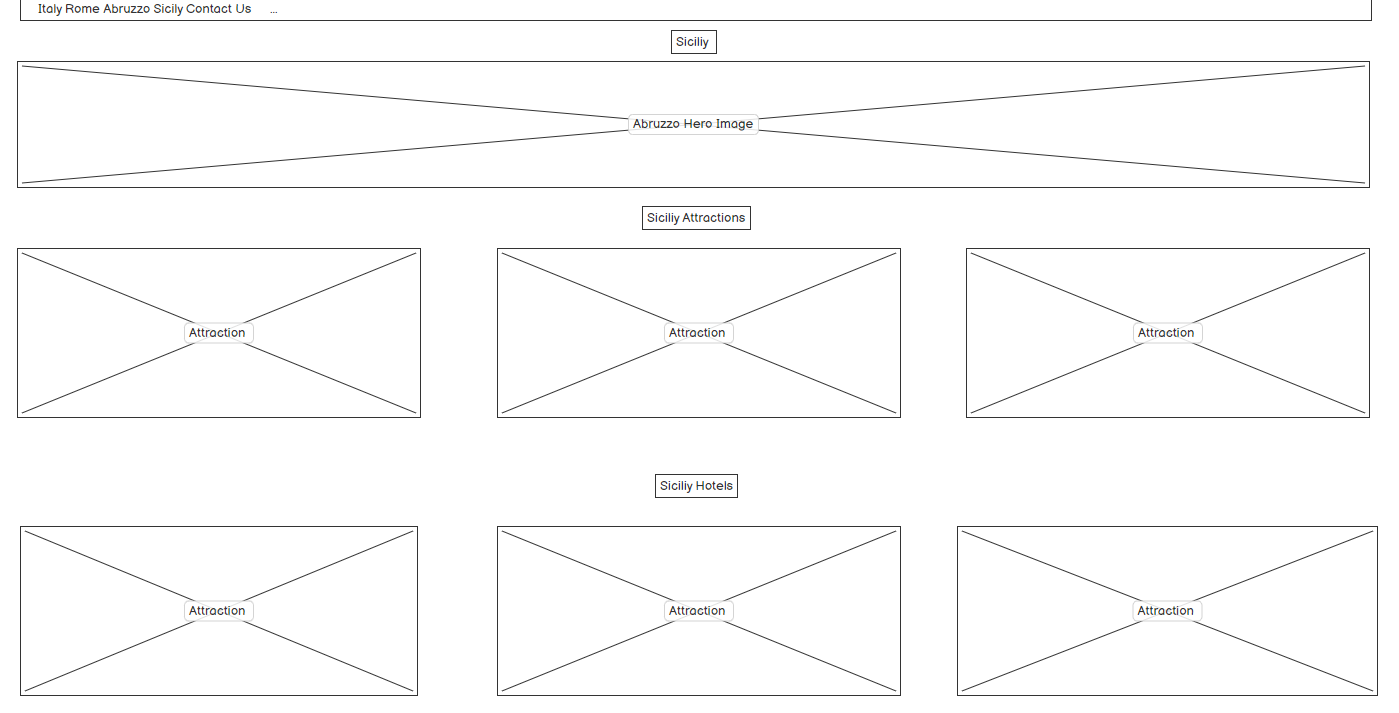 Italy Rome Abruzzo Sicily Contact Us ...
Siciliy
Abruzzo Hero Image
Siciliy Attractions
Attraction Attraction Attraction
Siciliy Hotels
Attraction Attraction Attraction